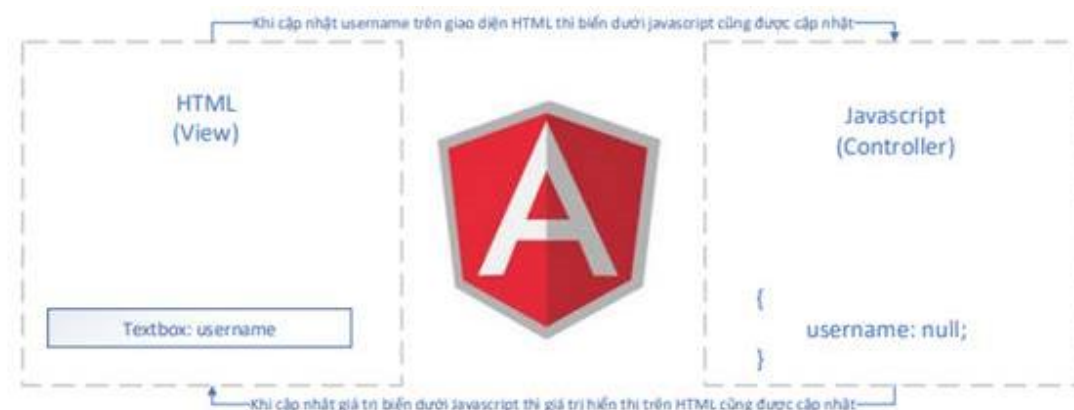 Khi cập nhật username trên giao diện HTML thì biến dưới javascript cũng được cập nhật
HTML
(View)
Javascript
(Controller)
A
Textbox: username
{
username: null;
}
Khi cập nhật giá trị biến dưới Javascript thì giá trị hiển thị trên HTML cũng được cập nhật